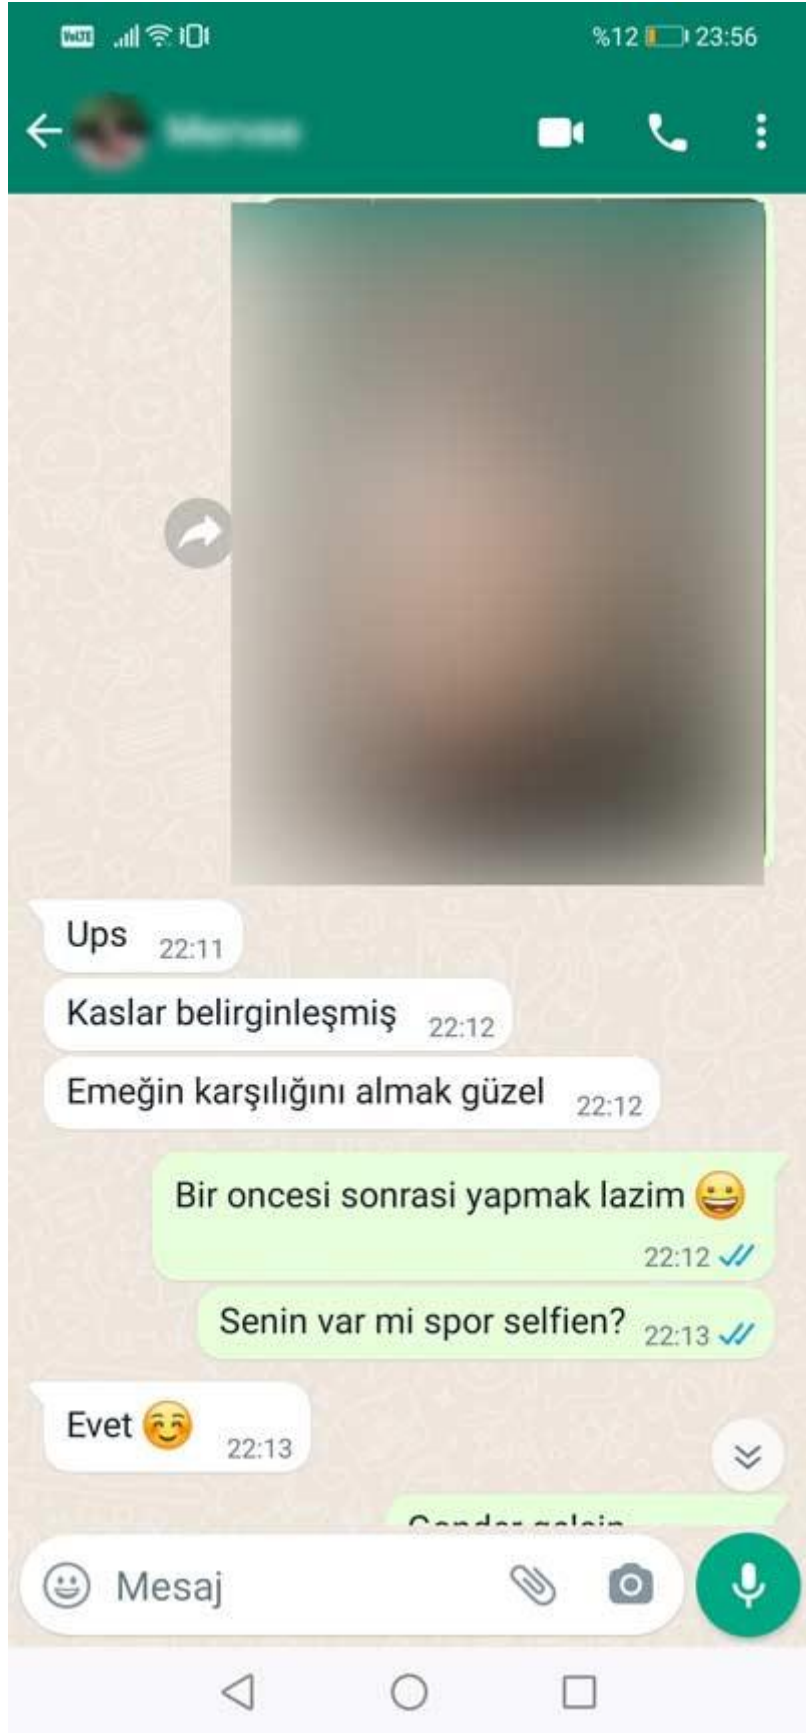 VoLTE %12 23:56
Ups 22:11
Kaslar belirginleşmiş 22:12
Emeğin karşılığını almak güzel 22:12
Bir oncesi sonrasi yapmak lazim 😀
22:12
Senin var mi spor selfien? 22:13
Evet ☺️ 22:13
Mesaj